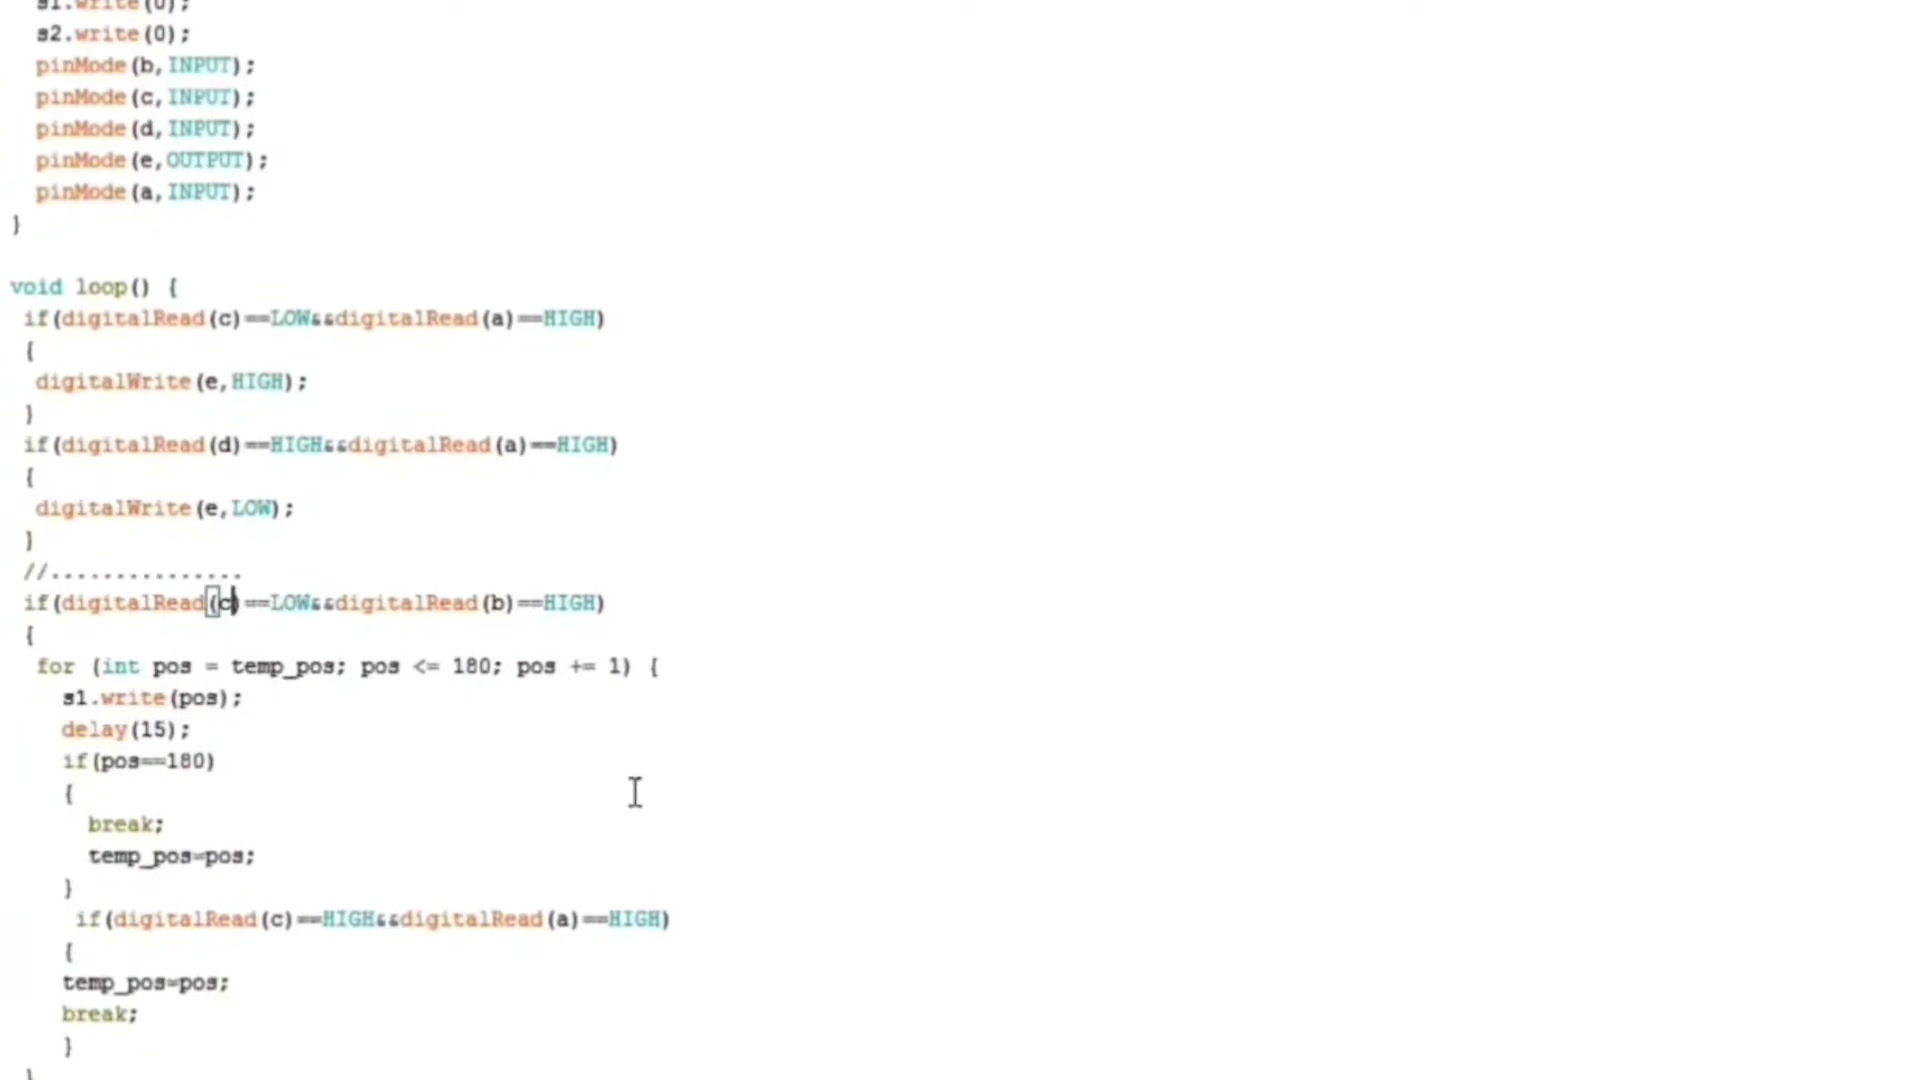 s1.write(0);
s2.write(0);
pinMode(b,INPUT);
pinMode(c,INPUT);
pinMode(d,INPUT);
pinMode(e,OUTPUT);
pinMode(a,INPUT);
}
void loop() {
if(digitalRead(c)==LOW&&digitalRead(a)==HIGH)
{
digitalWrite(e,HIGH);
}
if(digitalRead(d)==HIGH&&digitalRead(a)==HIGH)
{
digitalWrite(e,LOW);
}
//...............
if(digitalRead(c)==LOW&&digitalRead(b)==HIGH)
{
for (int pos = temp_pos; pos <= 180; pos += 1) {
s1.write(pos);
delay(15);
if(pos==180)
{
break;
temp_pos=pos;
}
if(digitalRead(c)==HIGH&&digitalRead(a)==HIGH)
{
temp_pos=pos;
break;
}
}